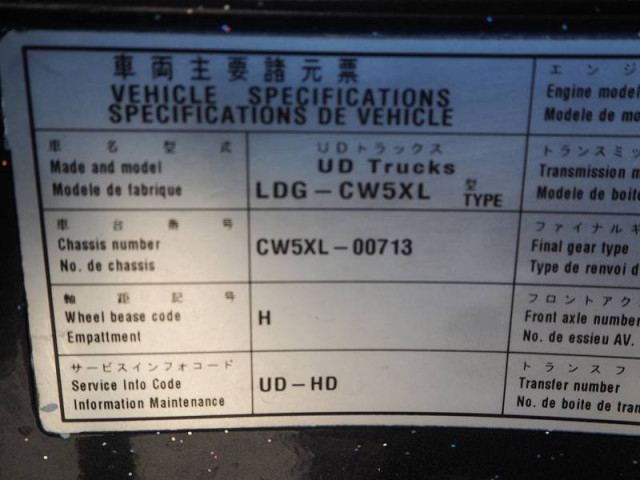 車両主要諸元票
VEHICLE SPECIFICATIONS
SPECIFICATIONS DE VEHICLE
車名型式
Made and model
Modele de fabrique
UDトラックス
UD Trucks
LDG-CW5XL 型 TYPE
車台番号
Chassis number
No. de chassis
CW5XL-00713
軸距記号
Wheel bease code
Empattment
H
サービスインフォコード
Service Info Code
Information Maintenance
UD-HD
エンジ
Engine model
Modele de mo
トランスミッ
Transmission m
Modele de boite
ファイナルギ
Final gear type
Type de renvoi d
フロントアク
Front axle number
No. de essieu AV.
トランスフ
Transfer number
No. de boite de tran